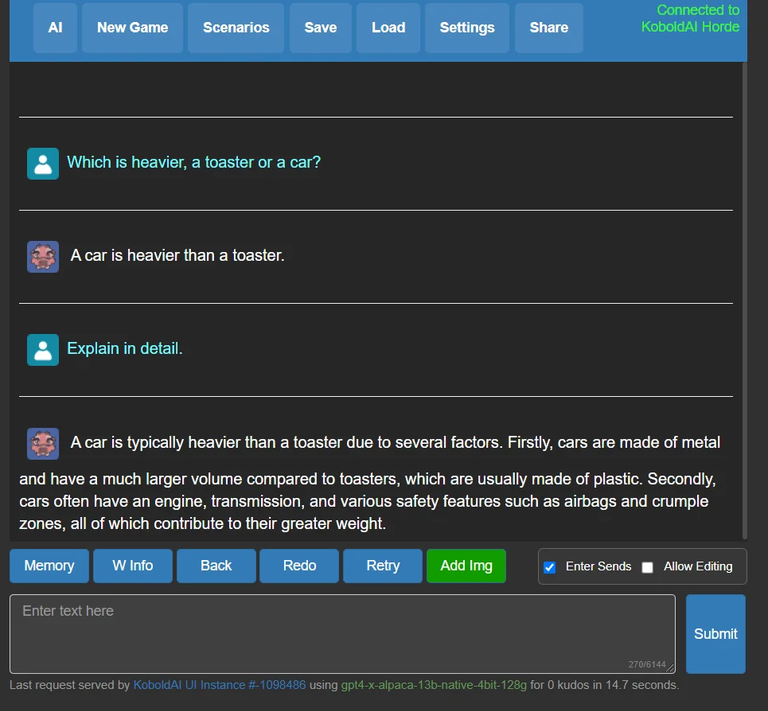 AI New Game Scenarios Save Load Settings Share Connected to
KoboldAI Horde
Which is heavier, a toaster or a car?
A car is heavier than a toaster.
Explain in detail.
A car is typically heavier than a toaster due to several factors. Firstly, cars are made of metal
and have a much larger volume compared to toasters, which are usually made of plastic. Secondly,
cars often have an engine, transmission, and various safety features such as airbags and crumple
zones, all of which contribute to their greater weight.
Memory W Info Back Redo Retry Add Img Enter Sends Allow Editing
Enter text here
Submit
270/6144
Last request served by KoboldAI UI Instance #-1098486 using gpt4-x-alpaca-13b-native-4bit-128g for 0 kudos in 14.7 seconds.